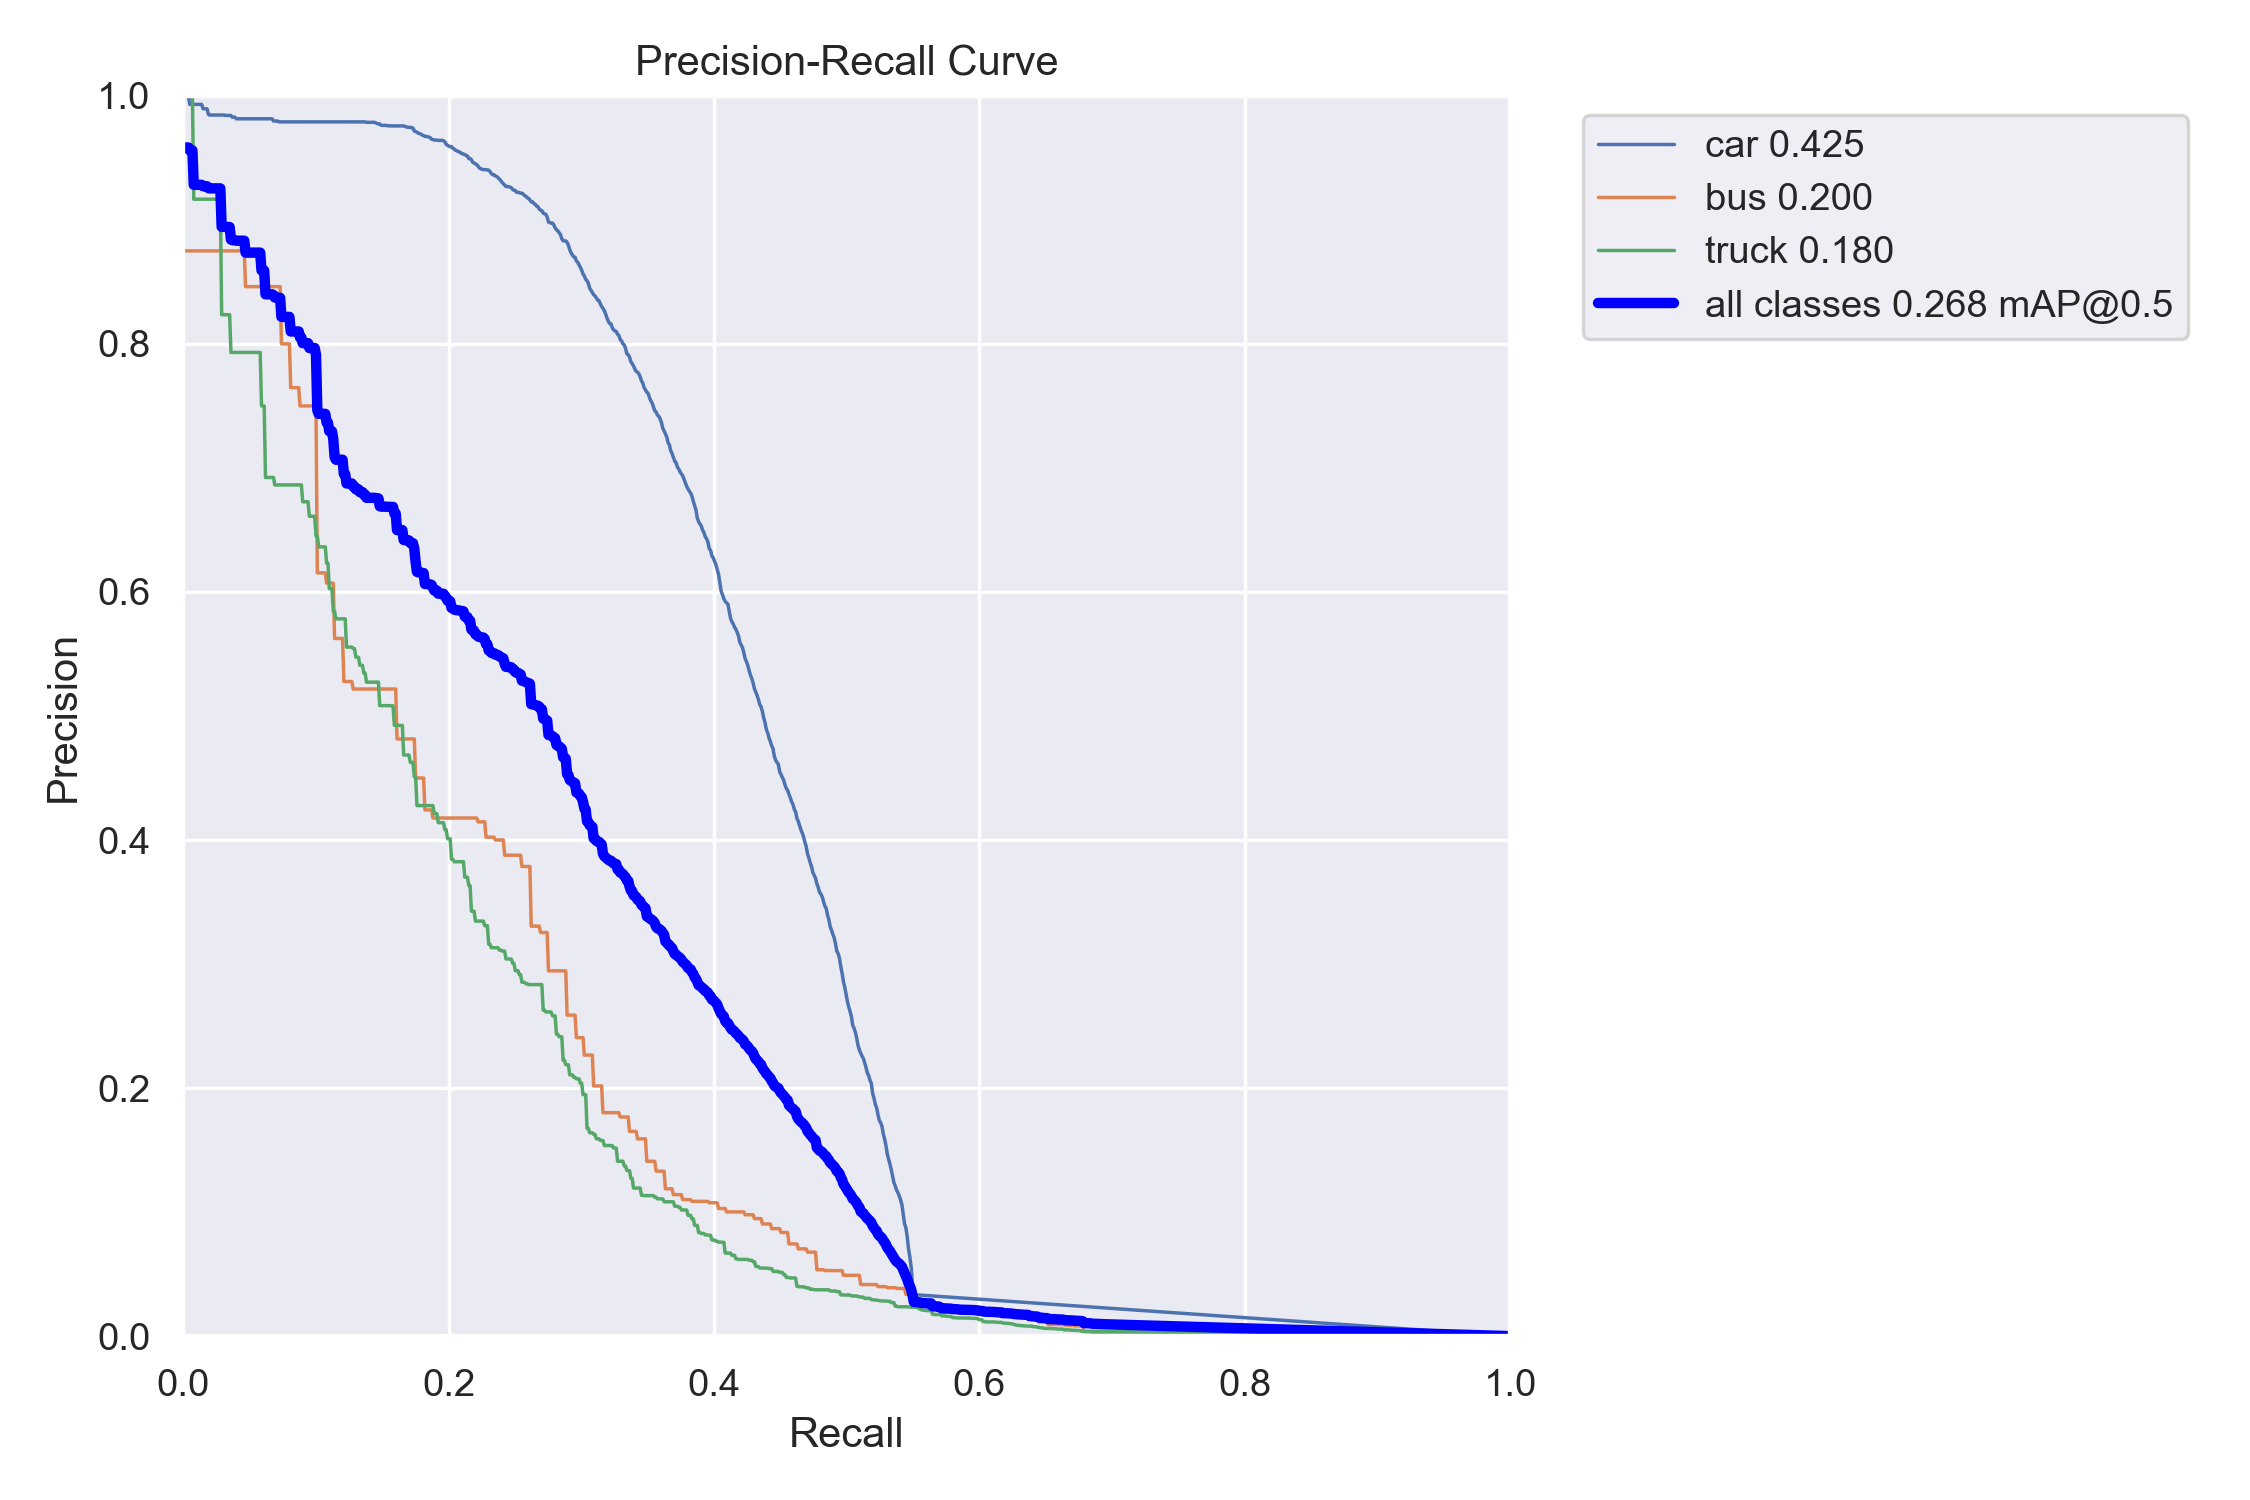 Precision-Recall Curve
1.0
0.8
0.6
0.4
0.2
0.0
Precision
0.0 0.2 0.4 0.6 0.8 1.0
Recall
car 0.425
bus 0.200
truck 0.180
all classes 0.268 mAP@0.5